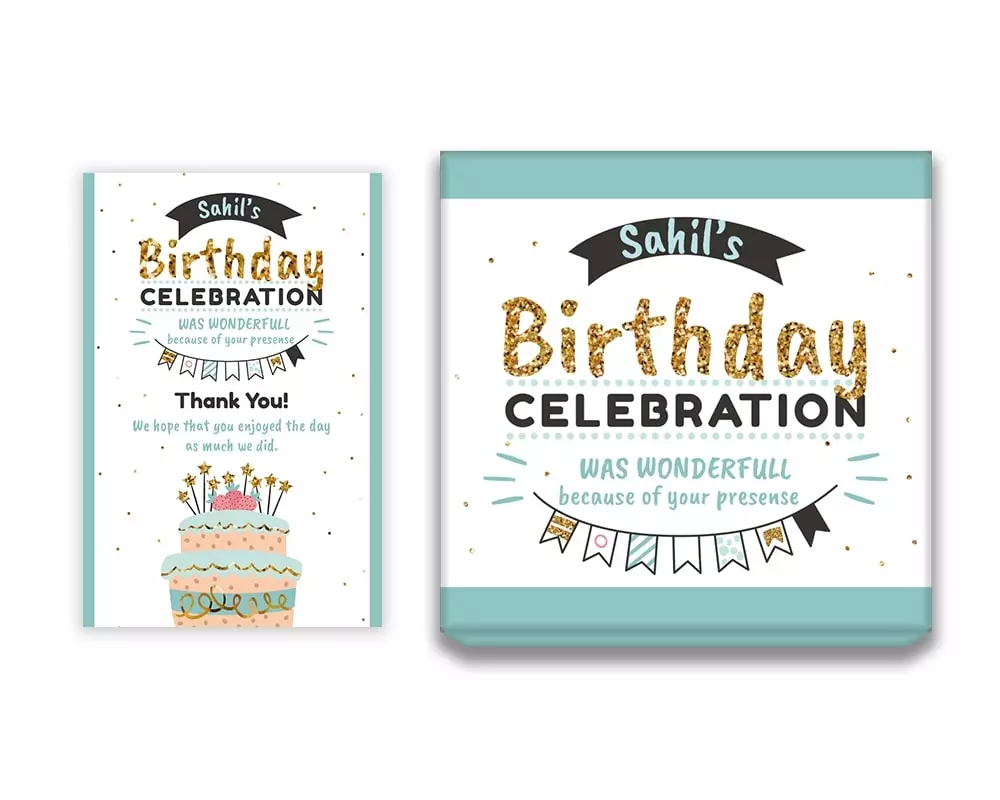 Sahil's
Birthday
CELEBRATION
WAS WONDERFULL
because of your presense
Thank You!
We hope that you enjoyed the day
as much we did.
Sahil's
Birthday
CELEBRATION
WAS WONDERFULL
because of your presense